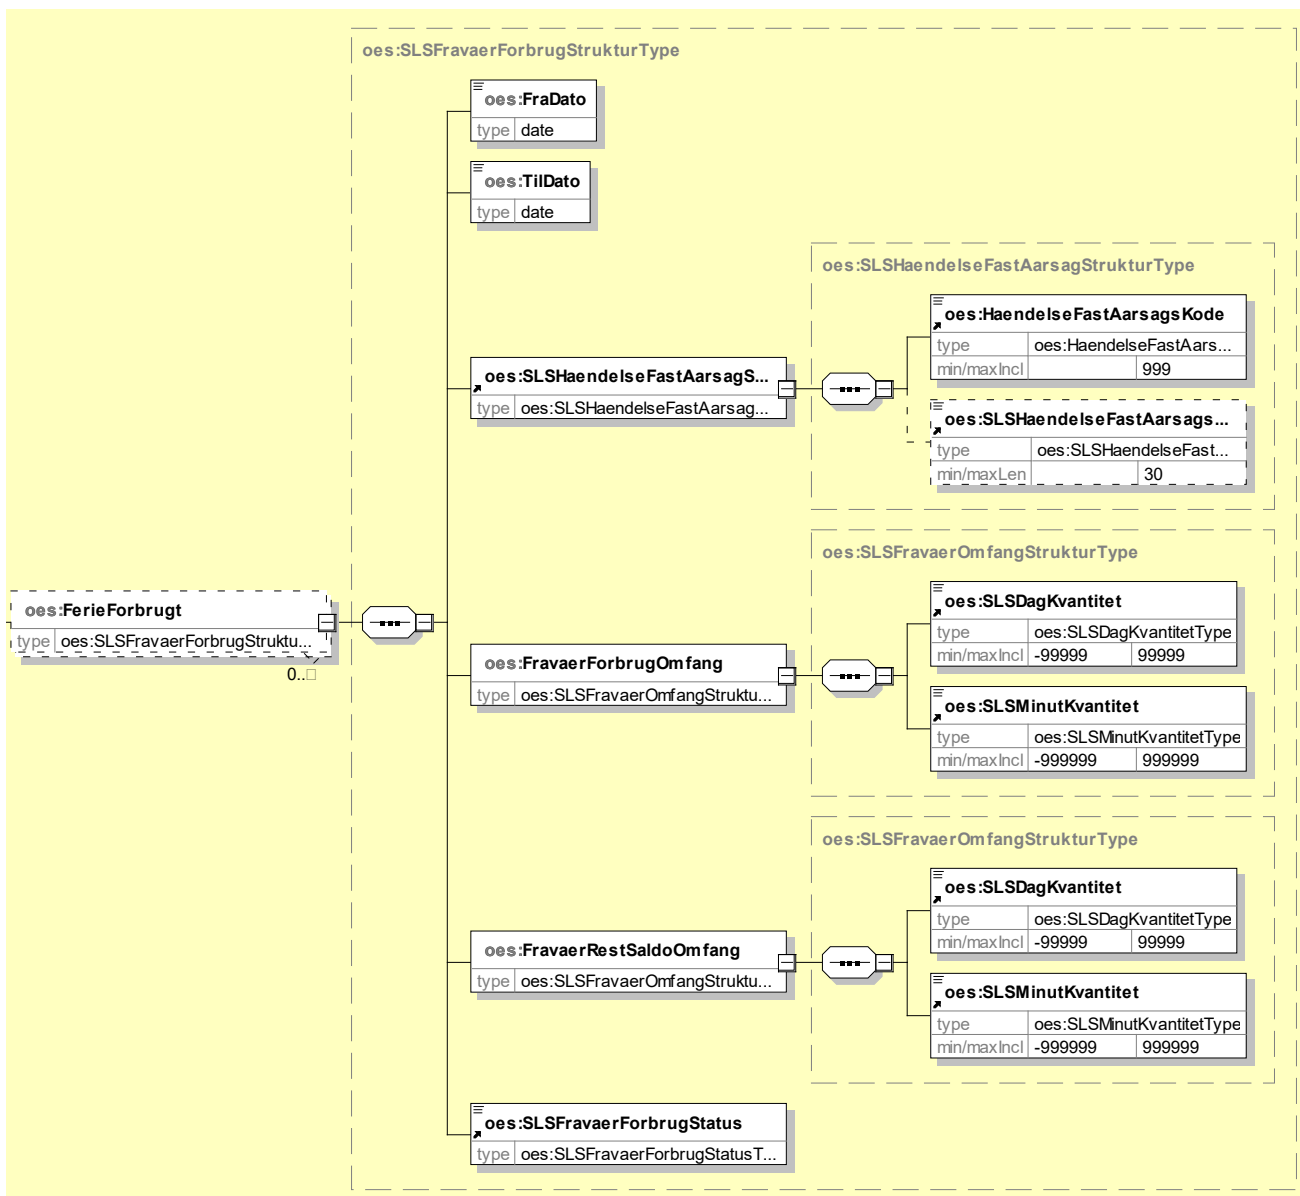 oes:SLSFravaerForbrugStrukturType
oes:FraDato
type date
oes:TilDato
type date
oes:SLSHaendelseFastAarsagStrukturType
oes:HaendelseFastAarsagsKode
type oes:HaendelseFastAars...
min/maxIncl 999
oes:SLSHaendelseFastAarsagS...
type oes:SLSHaendelseFastAarsag...
oes:SLSHaendelseFastAarsags...
type oes:SLSHaendelseFast...
min/maxLen 30
oes:SLSFravaerOmfangStrukturType
oes:SLSDagKvantitet
type oes:SLSDagKvantitetType
min/maxIncl -99999 99999
oes:FerieForbrugt
type oes:SLSFravaerForbrugStruktu...
0..□
oes:FravaerForbrugOmfang
type oes:SLSFravaerOmfangStruktu...
oes:SLSMinutKvantitet
type oes:SLSMinutKvantitetType
min/maxIncl -999999 999999
oes:SLSFravaerOmfangStrukturType
oes:SLSDagKvantitet
type oes:SLSDagKvantitetType
min/maxIncl -99999 99999
oes:FravaerRestSaldoOmfang
type oes:SLSFravaerOmfangStruktu...
oes:SLSMinutKvantitet
type oes:SLSMinutKvantitetType
min/maxIncl -999999 999999
oes:SLSFravaerForbrugStatus
type oes:SLSFravaerForbrugStatusT...